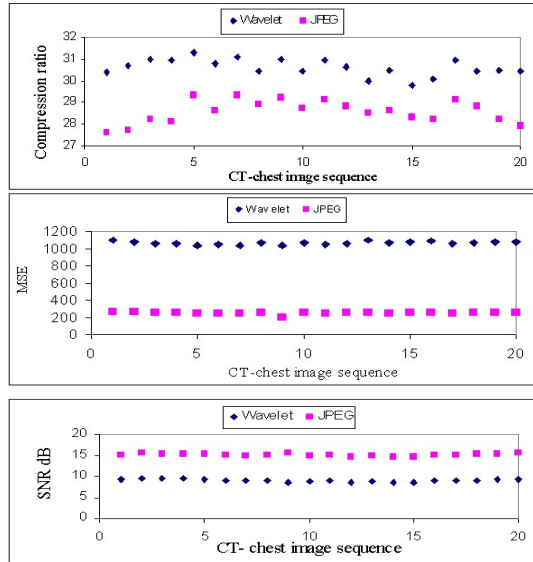 Wavelet JPEG
32
31
30
29
28
27
Compression ratio
0 5 10 15 20
CT-chest image sequence
Wavelet JPEG
1200
1000
800
600
400
200
0
MSE
0 5 10 15 20
CT-chest image sequence
Wavelet JPEG
20
15
10
5
0
SNR dB
0 5 10 15 20
CT- chest image sequence